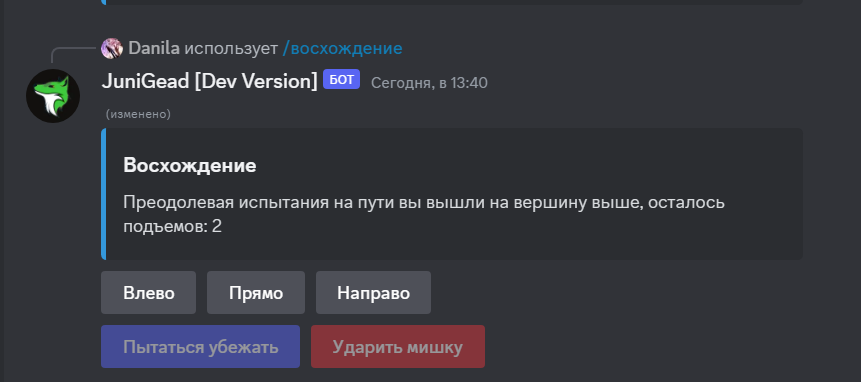 Danila использует /восхождение
JuniGead [Dev Version] БОТ Сегодня, в 13:40
(изменено)
Восхождение
Преодолевая испытания на пути вы вышли на вершину выше, осталось
подъемов: 2
Влево Прямо Направо
Пытаться убежать Ударить мишку